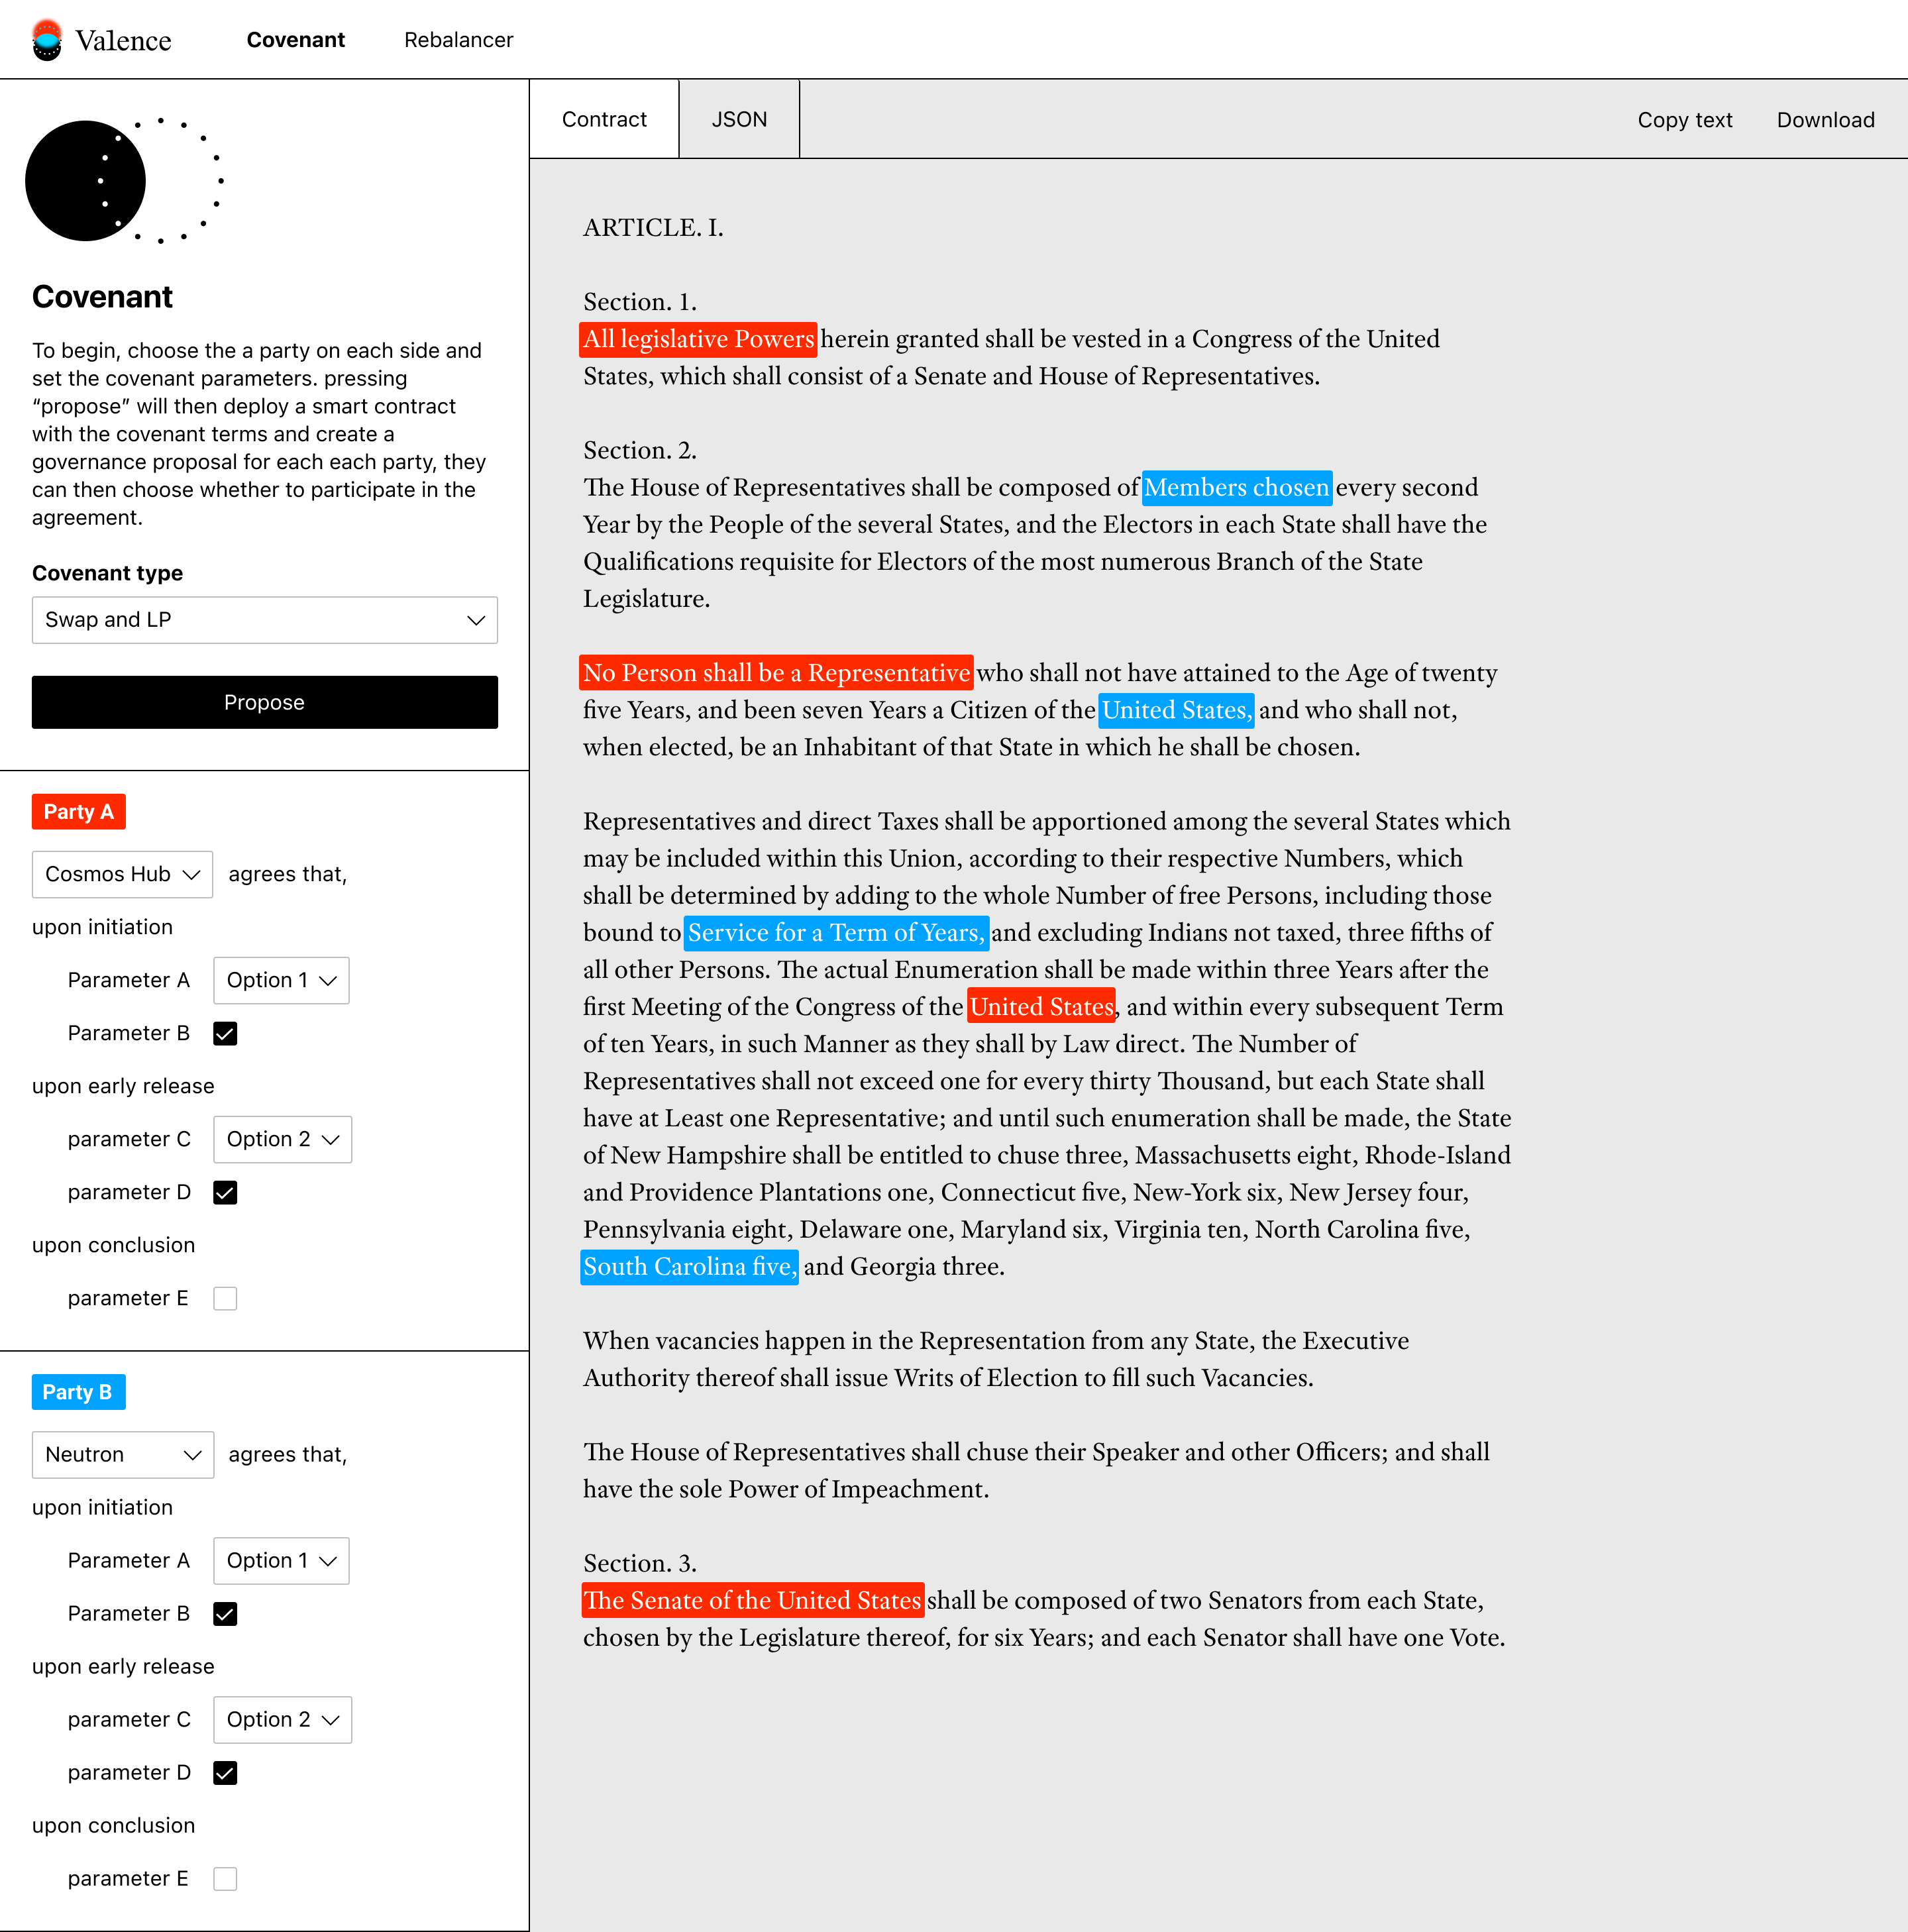 Valence
Covenant
Rebalancer
Covenant
To begin, choose the a party on each side and
set the covenant parameters. pressing
“propose” will then deploy a smart contract
with the covenant terms and create a
governance proposal for each each party, they
can then choose whether to participate in the
agreement.
Covenant type
Swap and LP
Propose
Party A
Cosmos Hub agrees that,
upon initiation
Parameter A Option 1
Parameter B
upon early release
parameter C Option 2
parameter D
upon conclusion
parameter E
Party B
Neutron agrees that,
upon initiation
Parameter A Option 1
Parameter B
upon early release
parameter C Option 2
parameter D
upon conclusion
parameter E
Contract
JSON
Copy text
Download
ARTICLE. I.
Section. 1.
All legislative Powers herein granted shall be vested in a Congress of the United
States, which shall consist of a Senate and House of Representatives.
Section. 2.
The House of Representatives shall be composed of Members chosen every second
Year by the People of the several States, and the Electors in each State shall have the
Qualifications requisite for Electors of the most numerous Branch of the State
Legislature.
No Person shall be a Representative who shall not have attained to the Age of twenty
five Years, and been seven Years a Citizen of the United States, and who shall not,
when elected, be an Inhabitant of that State in which he shall be chosen.
Representatives and direct Taxes shall be apportioned among the several States which
may be included within this Union, according to their respective Numbers, which
shall be determined by adding to the whole Number of free Persons, including those
bound to Service for a Term of Years, and excluding Indians not taxed, three fifths of
all other Persons. The actual Enumeration shall be made within three Years after the
first Meeting of the Congress of the United States, and within every subsequent Term
of ten Years, in such Manner as they shall by Law direct. The Number of
Representatives shall not exceed one for every thirty Thousand, but each State shall
have at Least one Representative; and until such enumeration shall be made, the State
of New Hampshire shall be entitled to chuse three, Massachusetts eight, Rhode-Island
and Providence Plantations one, Connecticut five, New-York six, New Jersey four,
Pennsylvania eight, Delaware one, Maryland six, Virginia ten, North Carolina five,
South Carolina five, and Georgia three.
When vacancies happen in the Representation from any State, the Executive
Authority thereof shall issue Writs of Election to fill such Vacancies.
The House of Representatives shall chuse their Speaker and other Officers; and shall
have the sole Power of Impeachment.
Section. 3.
The Senate of the United States shall be composed of two Senators from each State,
chosen by the Legislature thereof, for six Years; and each Senator shall have one Vote.